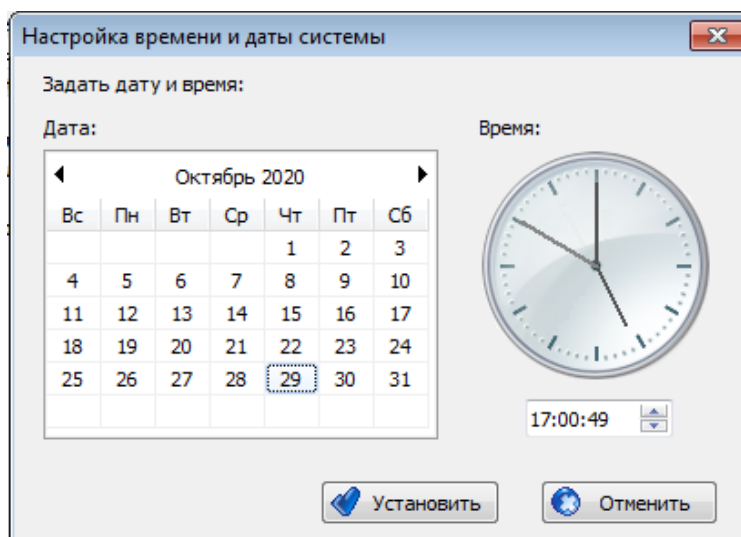 Настройка времени и даты системы
Задать дату и время:
Дата:
Время:
Октябрь 2020
Вс Пн Вт Ср Чт Пт Сб
1 2 3
4 5 6 7 8 9 10
11 12 13 14 15 16 17
18 19 20 21 22 23 24
25 26 27 28 29 30 31
17:00:49
Установить
Отменить